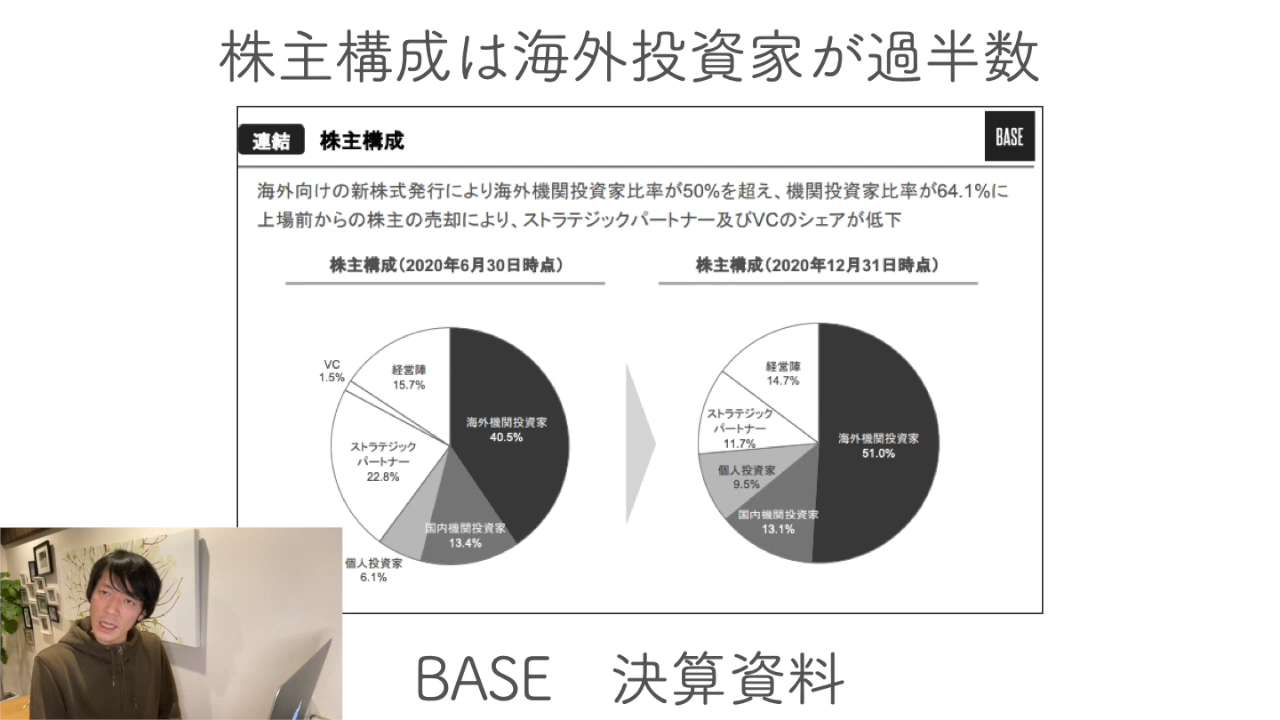 株主構成は海外投資家が過半数
連結 株主構成
BASE
海外向けの新株式発行により海外機関投資家比率が50%を超え、機関投資家比率が64.1%に
上場前からの株主の売却により、ストラテジックパートナー及びVCのシェアが低下
株主構成(2020年6月30日時点)
VC
1.5%
経営陣
15.7%
海外機関投資家
40.5%
ストラテジック
パートナー
22.8%
国内機関投資家
13.4%
個人投資家
6.1%
株主構成(2020年12月31日時点)
経営陣
14.7%
ストラテジック
パートナー
11.7%
海外機関投資家
51.0%
個人投資家
9.5%
国内機関投資家
13.1%
BASE 決算資料